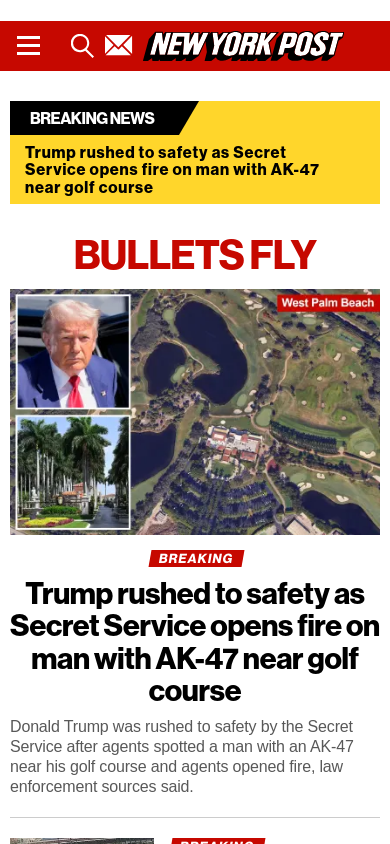 NEW YORK POST
BREAKING NEWS
Trump rushed to safety as Secret
Service opens fire on man with AK-47
near golf course
BULLETS FLY
West Palm Beach
BREAKING
Trump rushed to safety as
Secret Service opens fire on
man with AK-47 near golf
course
Donald Trump was rushed to safety by the Secret
Service after agents spotted a man with an AK-47
near his golf course and agents opened fire, law
enforcement sources said.
BREAKING